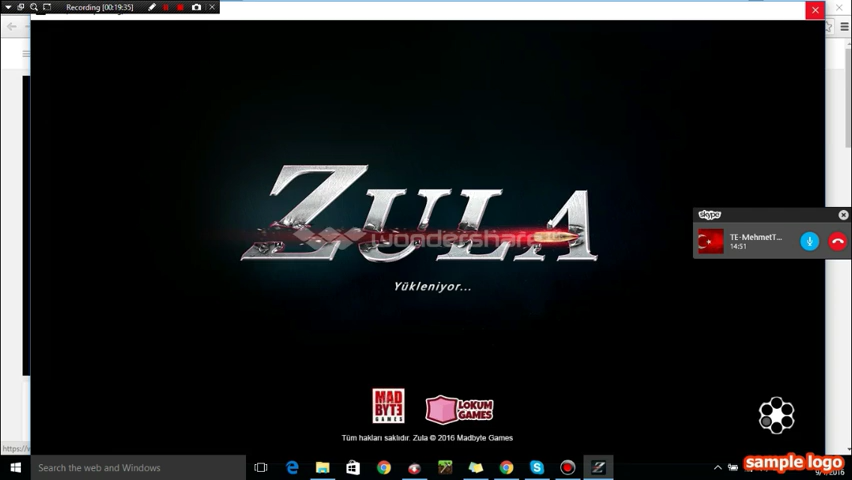 Recording [00:19:35]
skype
TE-MehmetT...
14:51
ZULA
wondershare
Yükleniyor...
MAD
BYTE
GAMES
LOKUM
GAMES
Tüm hakları saklıdır. Zula © 2016 Madbyte Games
https://
Search the web and Windows
sample logo